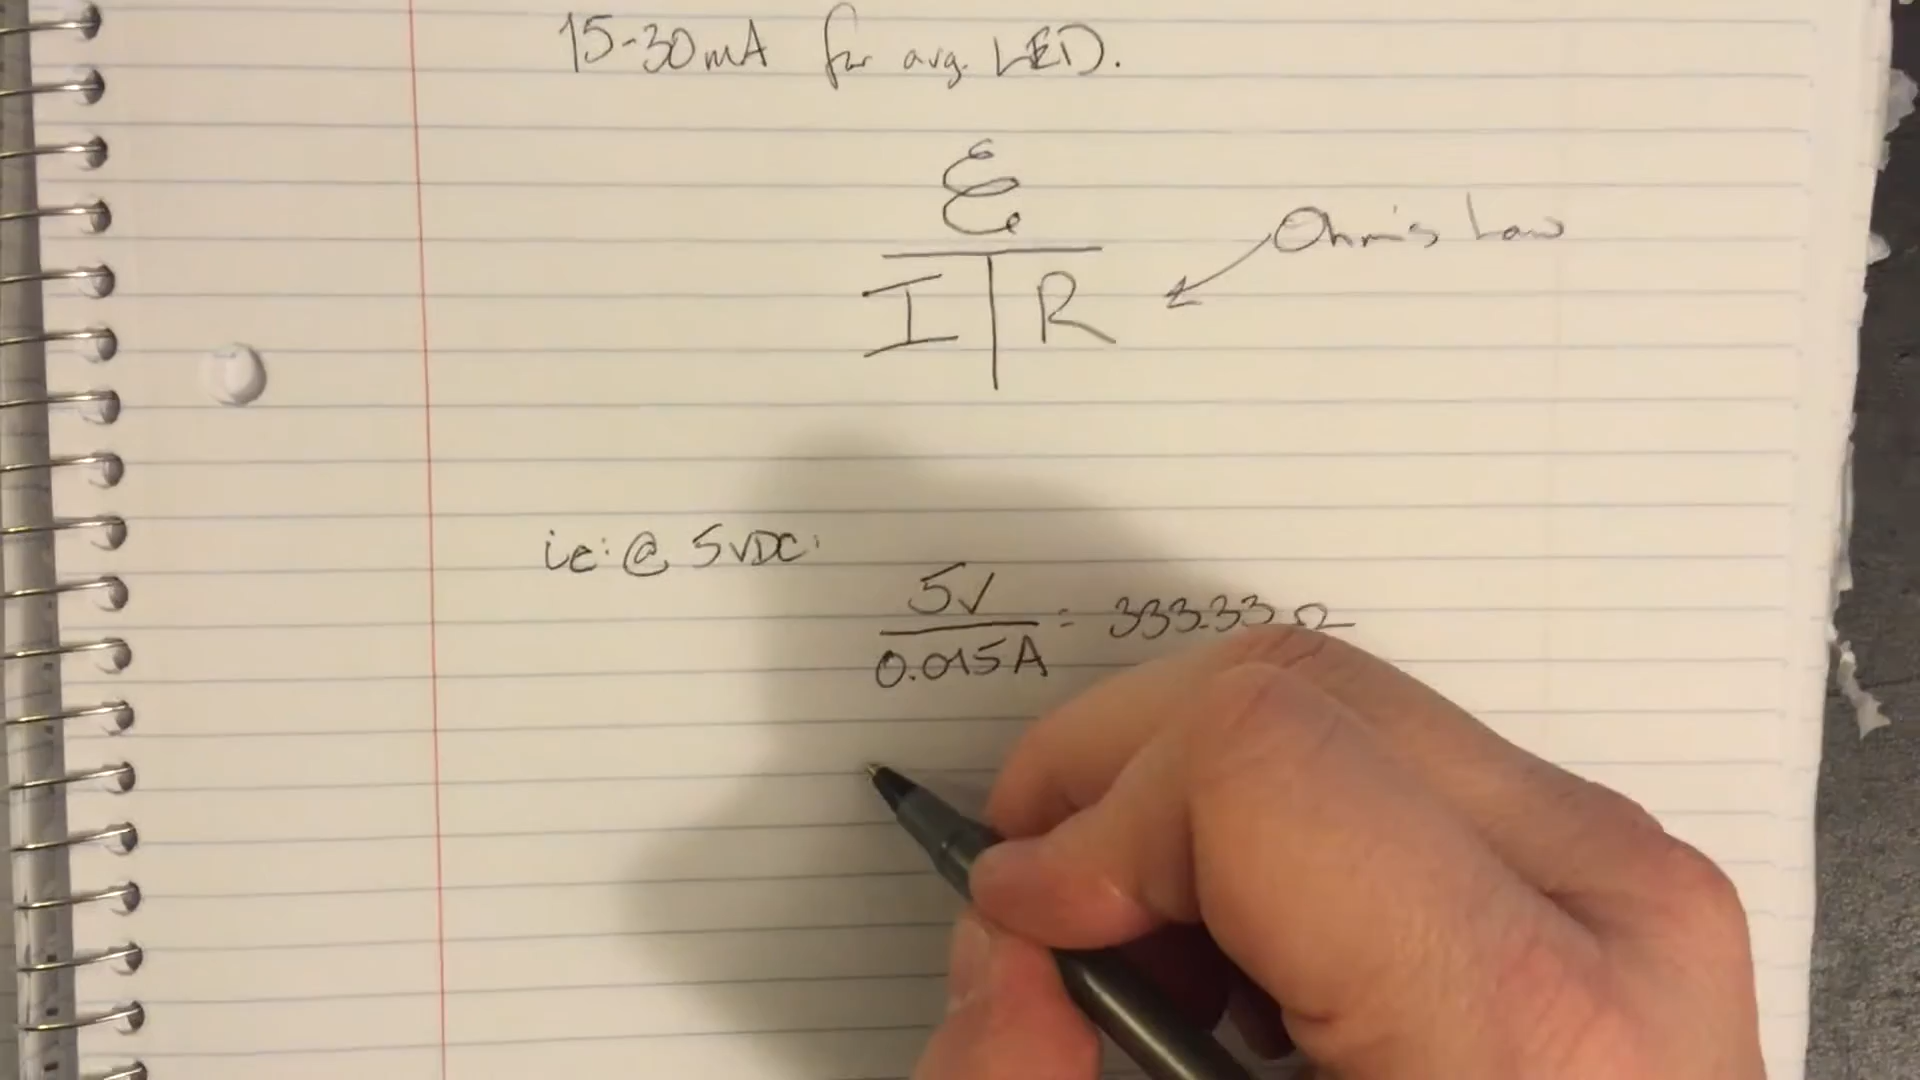 15-30mA for avg. LED.
E
I R
Ohm's Law
ie: @ 5VDC:
5V
0.015A
= 333.33 Ω